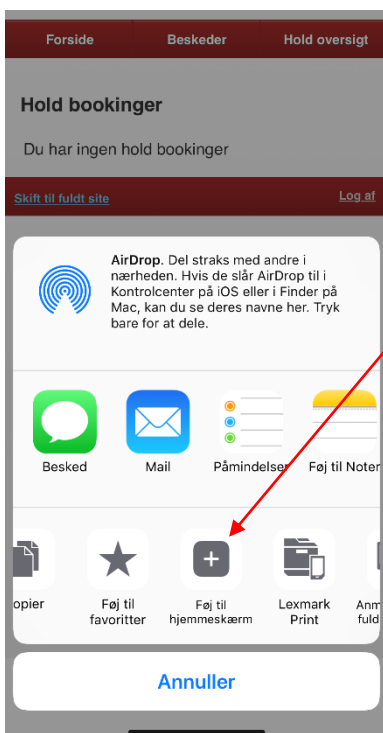 Forside Beskeder Hold oversigt
Hold bookinger
Du har ingen hold bookinger
Skift til fuldt site Log af
AirDrop. Del straks med andre i
nærheden. Hvis de slår AirDrop til i
Kontrolcenter på iOS eller i Finder på
Mac, kan du se deres navne her. Tryk
bare for at dele.
Besked Mail Påmindelser Føj til Noter
opier Føj til favoritter Føj til hjemmeskærm Lexmark Print Anm fuld
Annuller